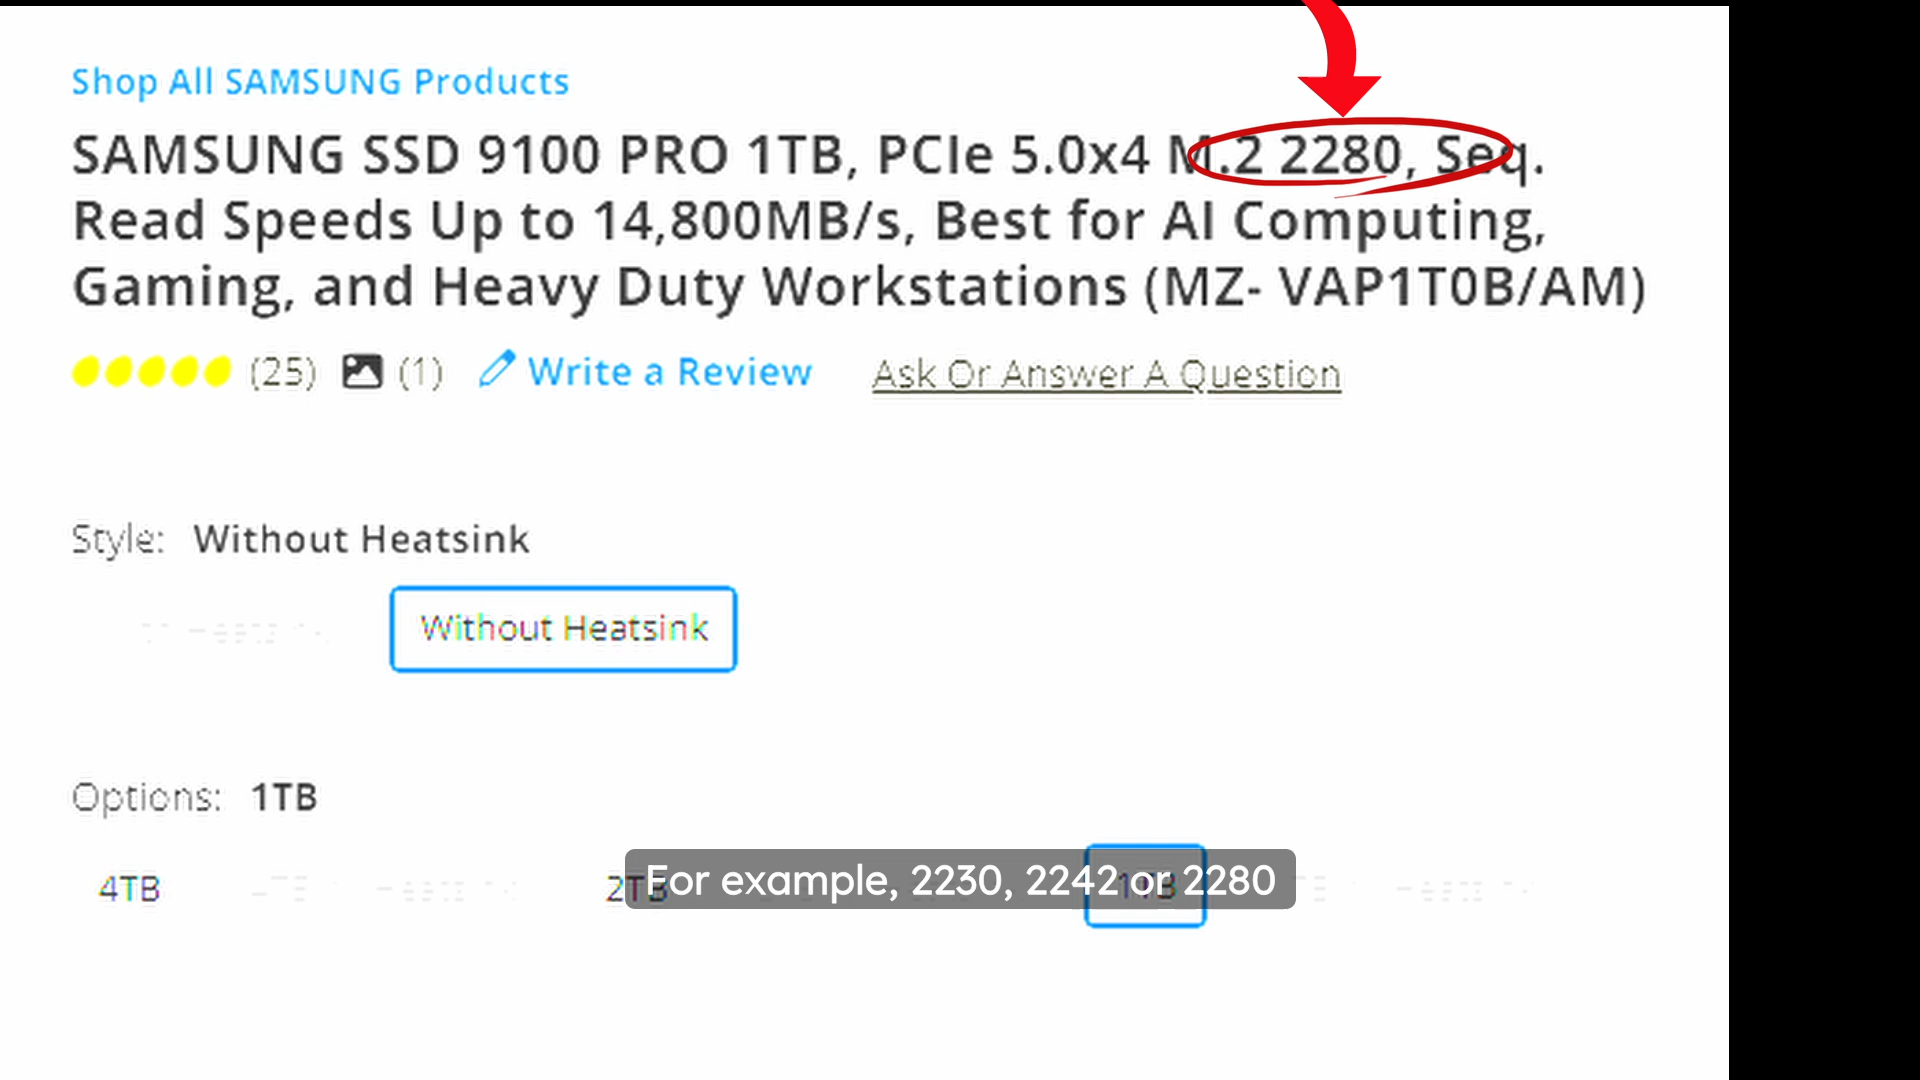 Shop All SAMSUNG Products
SAMSUNG SSD 9100 PRO 1TB, PCIe 5.0x4 M.2 2280, Seq.
Read Speeds Up to 14,800MB/s, Best for AI Computing,
Gaming, and Heavy Duty Workstations (MZ- VAP1T0B/AM)
(25) (1) Write a Review Ask Or Answer A Question
Style: Without Heatsink
Without Heatsink
Options: 1TB
4TB 2TB 1TB
For example, 2230, 2242 or 2280